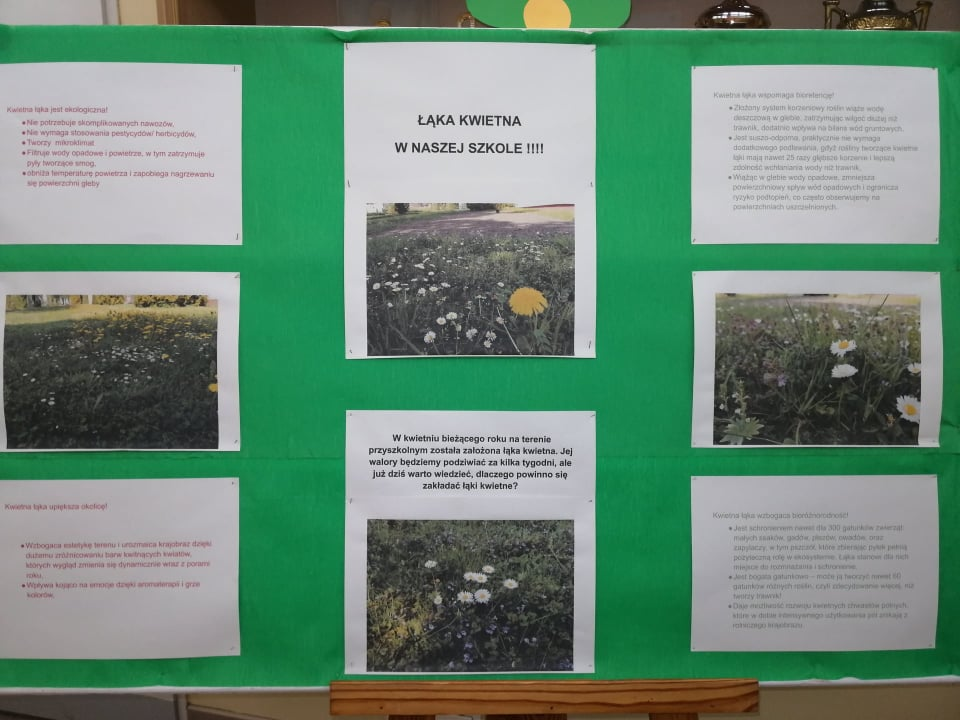 Kwietna łąka jest ekologiczna!
● Nie potrzebuje skomplikowanych nawozów,
● Nie wymaga stosowania pestycydów/ herbicydów,
● Tworzy mikroklimat
● Filtruje wody opadowe i powietrze, w tym zatrzymuje
pyły tworzące smog,
● obniża temperaturę powietrza i zapobiega nagrzewaniu
się powierzchni gleby
Kwietna łąka upiększa okolicę!
● Wzbogaca estetykę terenu i urozmaica krajobraz dzięki
dużemu zróżnicowaniu barw kwitnących kwiatów,
których wygląd zmienia się dynamicznie wraz z porami
roku,
● Wpływa kojąco na emocje dzięki aromaterapii i grze
kolorów,
ŁĄKA KWIETNA
W NASZEJ SZKOLE !!!!
W kwietniu bieżącego roku na terenie
przyszkolnym została założona łąka kwietna. Jej
walory będziemy podziwiać za kilka tygodni, ale
już dziś warto wiedzieć, dlaczego powinno się
zakładać łąki kwietne?
Kwietna łąka wspomaga bioretencję!
● Złożony system korzeniowy roślin wiąże wodę
deszczową w glebie, zatrzymując wilgoć dłużej niż
trawnik, dodatnio wpływa na bilans wód gruntowych.
● Jest suszo-odporna, praktycznie nie wymaga
dodatkowego podlewania, gdyż rośliny tworzące kwietne
łąki mają nawet 25 razy głębsze korzenie i lepszą
zdolność wchłaniania wody niż trawnik,
● Wiążąc w glebie wody opadowe, zmniejsza
powierzchniowy spływ wód opadowych i ogranicza
ryzyko podtopień, co często obserwujemy na
powierzchniach uszczelnionych.
Kwietna łąka wzbogaca bioróżnorodność!
● Jest schronieniem nawet dla 300 gatunków zwierząt:
małych ssaków, gadów, płazów, owadów, oraz
zapylaczy, w tym pszczół, które zbierając pyłek pełnią
pożyteczną rolę w ekosystemie. Łąka stanowi dla nich
miejsce do rozmnażania i schronienie.
● Jest bogata gatunkowo – może ją tworzyć nawet 60
gatunków różnych roślin, czyli zdecydowanie więcej, niż
tworzy trawnik!
● Daje możliwość rozwoju kwietnych chwastów polnych,
które w dobie intensywnego użytkowania pól znikają z
rolniczego krajobrazu